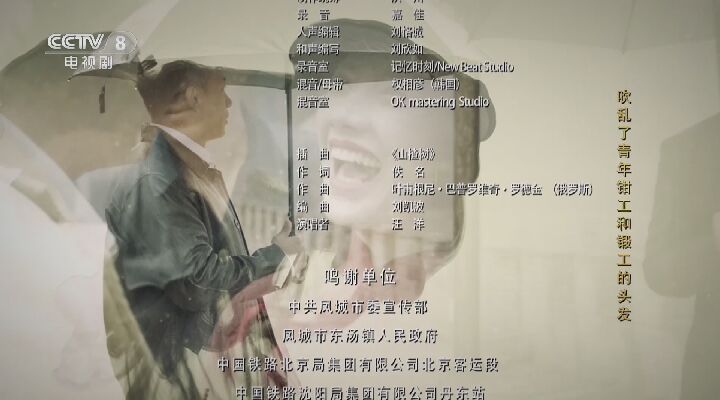 CCTV 8
电视剧
录音 嘉佳
人声编辑 刘恪诚
和声编写 刘欣如
录音室 记忆时刻/New Beat Studio
混音/母带 权相彦（韩国）
混音室 OK mastering Studio
插曲 《山楂树》
作词 佚名
作曲 叶甫根尼·巴普罗维奇·罗德金（俄罗斯）
编曲 刘凯波
演唱者 汪洋
鸣谢单位
中共凤城市委宣传部
凤城市东汤镇人民政府
中国铁路北京局集团有限公司北京客运段
中国铁路沈阳局集团有限公司丹东站
吹乱了青年钳工和锻工的头发